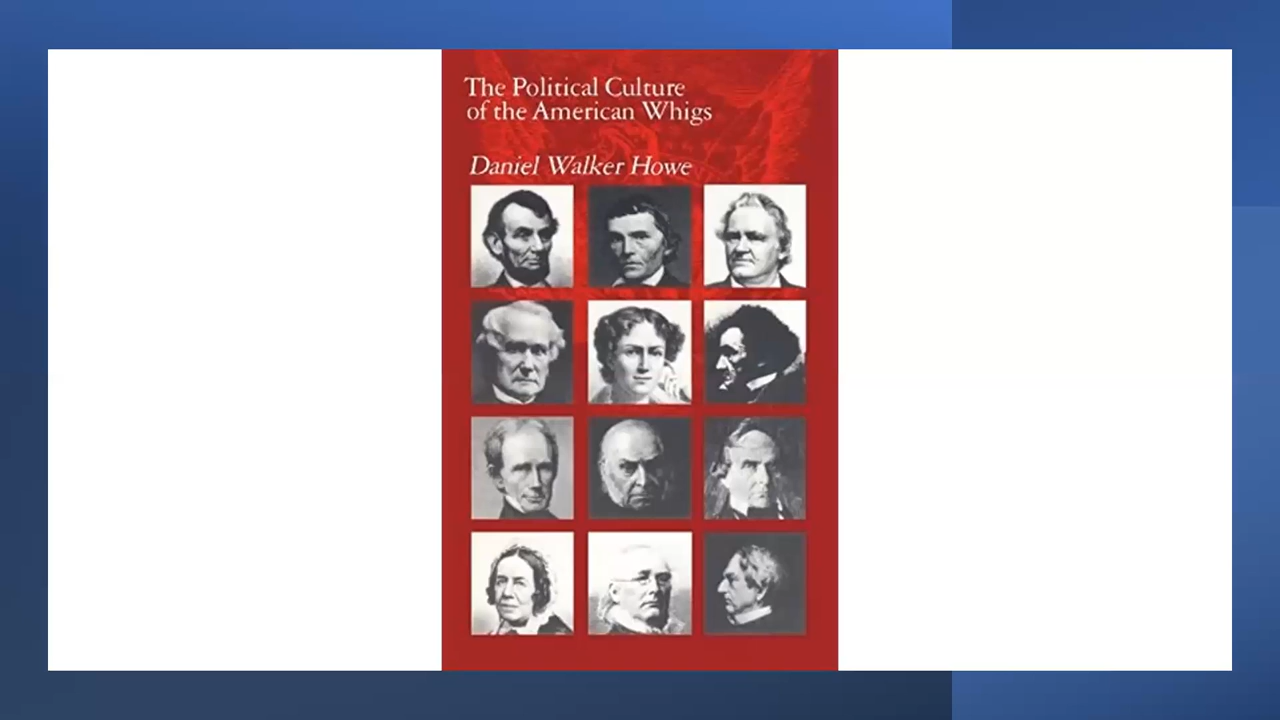 The Political Culture
of the American Whigs
Daniel Walker Howe